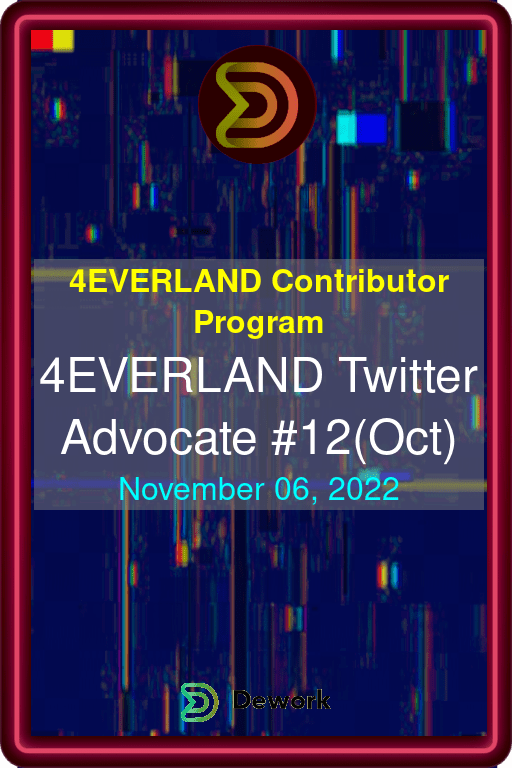 4EVERLAND Contributor
Program
4EVERLAND Twitter
Advocate #12(Oct)
November 06, 2022
Dework